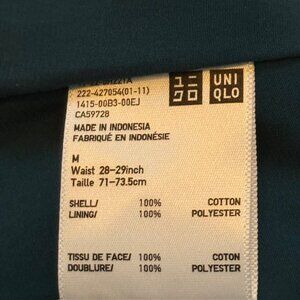 222-427054(01-11)
1415-00B3-00EJ
CA59728
ユニ
クロ
UNI
QLO
MADE IN INDONESIA
FABRIQUÉ EN INDONÉSIE
M
Waist 28-29inch
Taille 71-73.5cm
SHELL/ 100% COTTON
LINING/ 100% POLYESTER
TISSU DE FACE/ 100% COTTON
DOUBLURE/ 100% POLYESTER